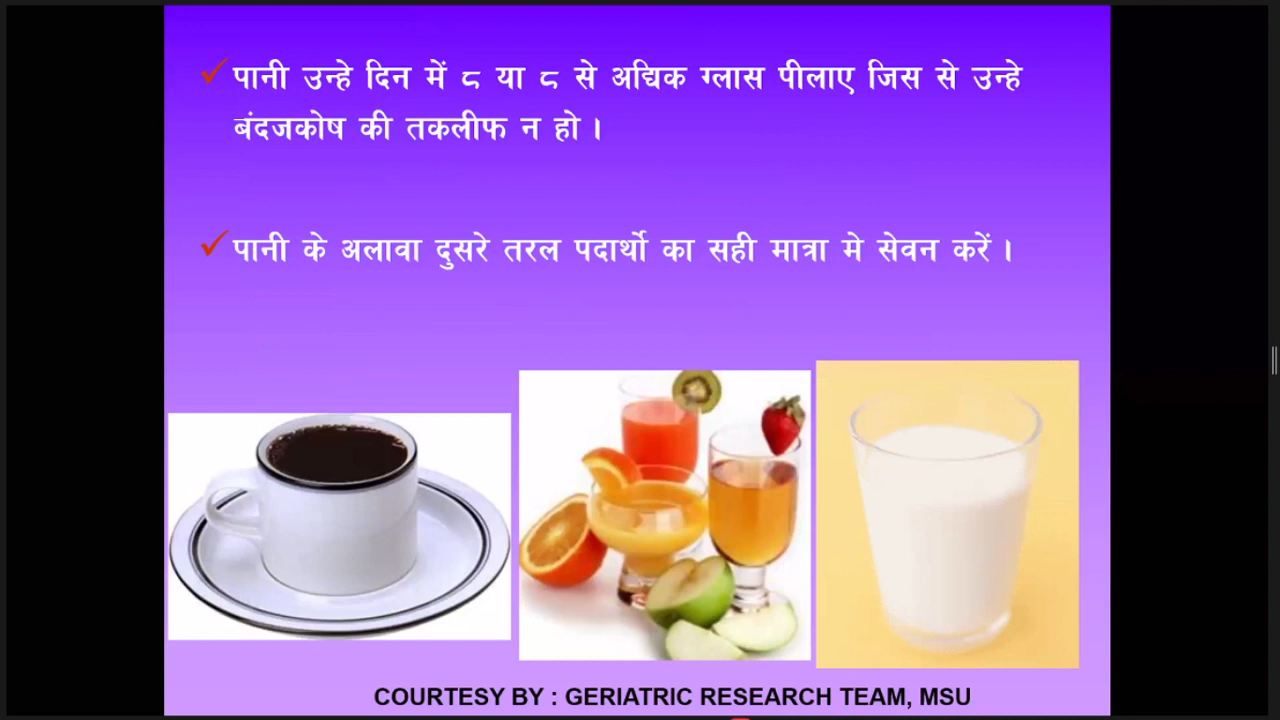 पानी उन्हे दिन में ८ या ८ से अद्यिक ग्लास पीलाए जिस से उन्हे
बंदजकोष की तकलीफ न हो ।
पानी के अलावा दुसरे तरल पदार्थो का सही मात्रा मे सेवन करें ।
COURTESY BY : GERIATRIC RESEARCH TEAM, MSU